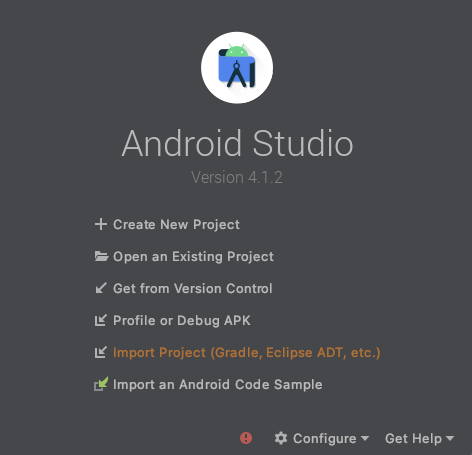 Android Studio
Version 4.1.2
Create New Project
Open an Existing Project
Get from Version Control
Profile or Debug APK
Import Project (Gradle, Eclipse ADT, etc.)
Import an Android Code Sample
Configure Get Help